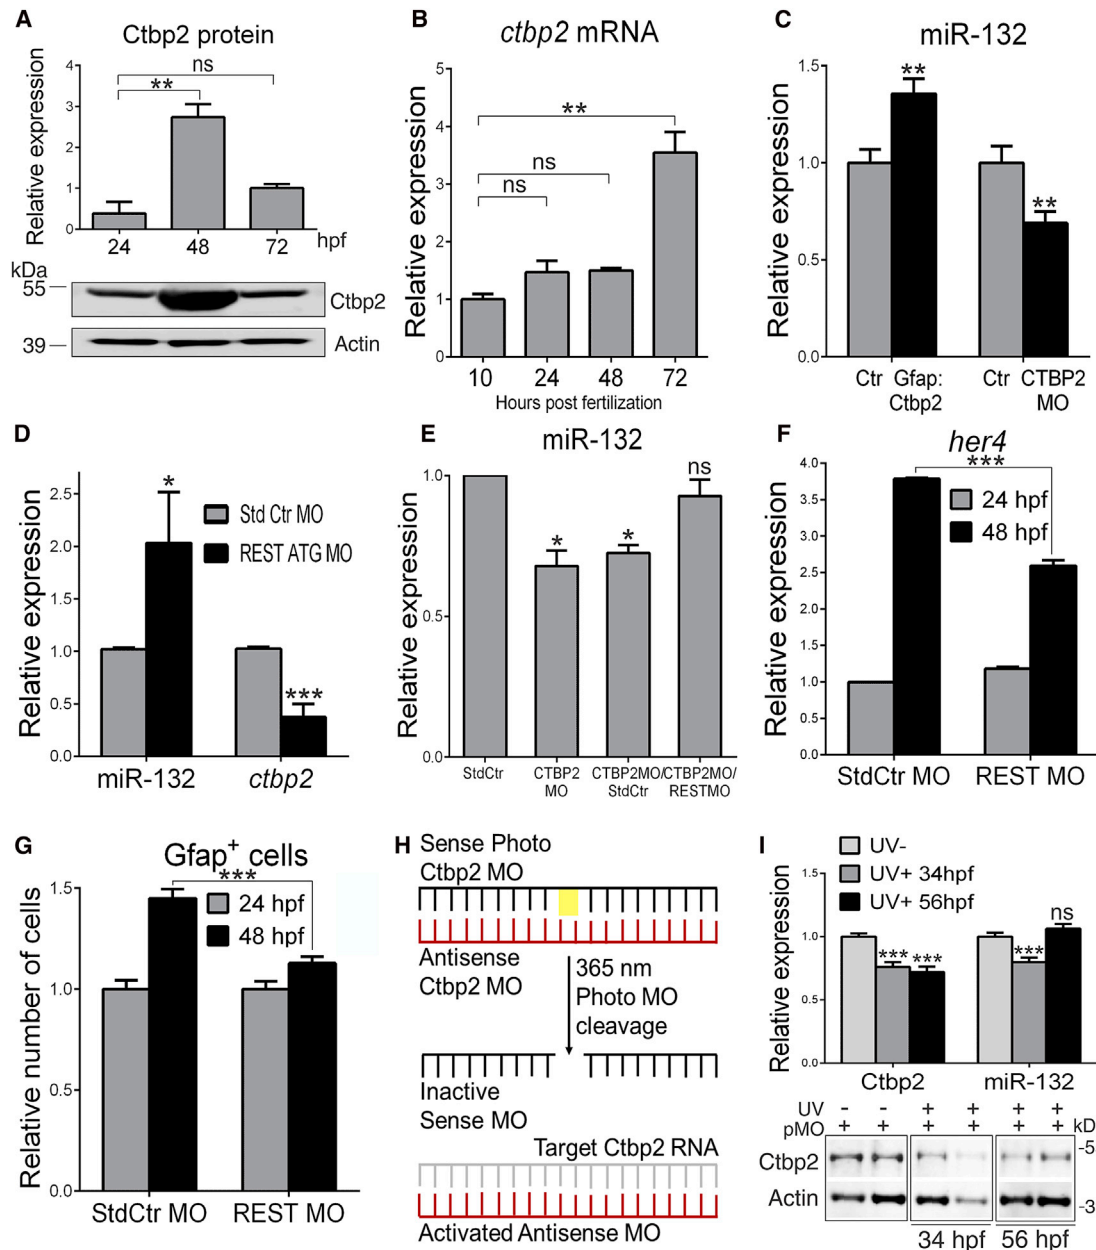 A
Ctbp2 protein
4
3
2
1
0
Relative expression
ns
**
24 48 72 hpf
kDa
55
Ctbp2
39
Actin
B
ctbp2 mRNA
5
4
3
2
1
0
Relative expression
**
ns
ns
10 24 48 72
Hours post fertilization
C
miR-132
1.5
1.0
0.5
0
Relative expression
**
**
Ctr Gfap: Ctr CTBP2
Ctbp2 MO
D
2.5
2.0
1.5
1.0
0.5
0.0
Relative expression
*
***
Std Ctr MO
REST ATG MO
miR-132 ctbp2
E
miR-132
1.0
0.5
0.0
Relative expression
*
*
ns
StdCtr CTBP2 CTBP2MO/CTBP2MO/
MO StdCtr RESTMO
F
her4
4.0
3.5
3.0
2.5
2.0
1.5
1.0
0.5
0.0
Relative expression
***
24 hpf
48 hpf
StdCtr MO REST MO
G
Gfap+ cells
1.5
1.0
0.5
0.0
Relative number of cells
***
24 hpf
48 hpf
StdCtr MO REST MO
H
Sense Photo
Ctbp2 MO
Antisense
Ctbp2 MO
365 nm
Photo MO
cleavage
Inactive
Sense MO
Target Ctbp2 RNA
Activated Antisense MO
I
UV-
UV+ 34hpf
UV+ 56hpf
1.5
1.0
0.5
0.0
Relative expression
*** ***
*** ns
Ctbp2 miR-132
UV - - + + + +
pMO + + + + + + kD
Ctbp2 -5
Actin -3
34 hpf 56 hpf